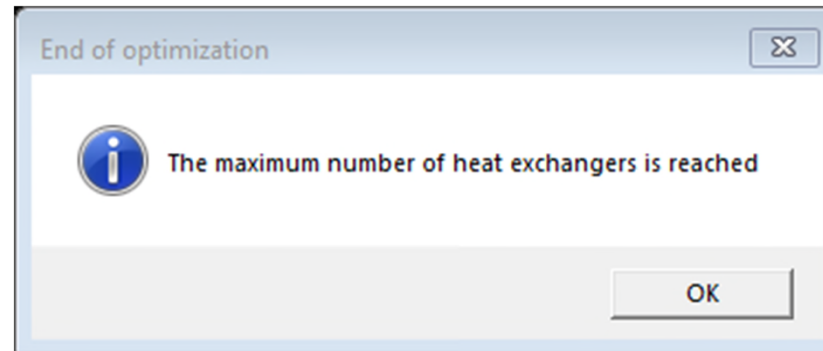 End of optimization
The maximum number of heat exchangers is reached
OK